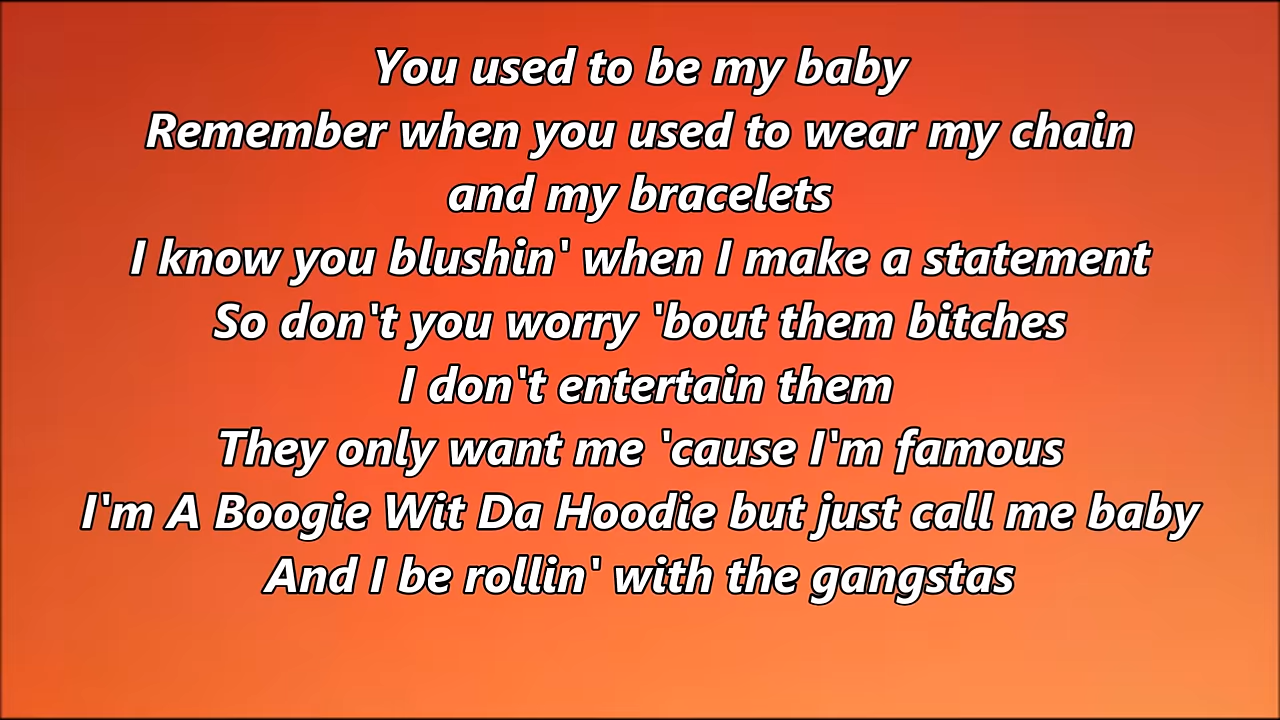 You used to be my baby
Remember when you used to wear my chain
and my bracelets
I know you blushin' when I make a statement
So don't you worry 'bout them bitches
I don't entertain them
They only want me 'cause I'm famous
I'm A Boogie Wit Da Hoodie but just call me baby
And I be rollin' with the gangstas